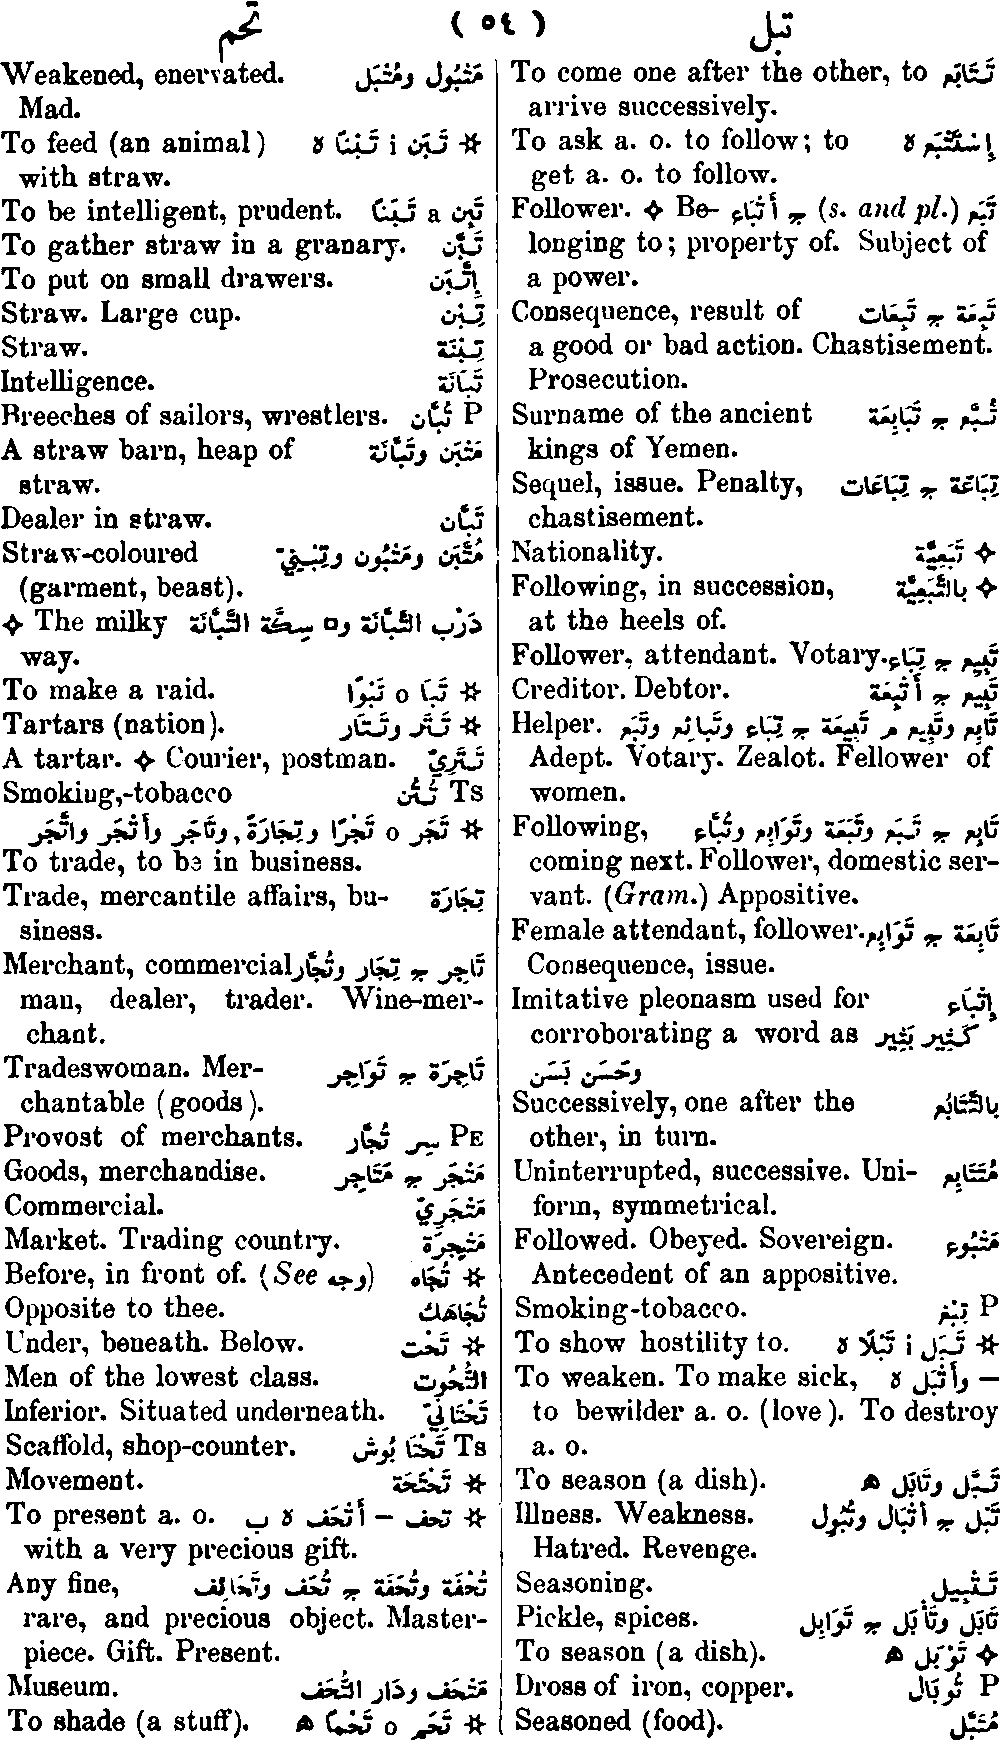 تحم ( ٥٤ ) تبل
To come one after the other, to تَتَابَع
arrive successively.
To ask a. o. to follow; to إِسْتَتْبَع ه
get a. o. to follow.
Follower. ✧ Be- تَبَع (s. and pl.) ج أَتْبَاع
longing to; property of. Subject of
a power.
Consequence, result of تَبِعَة ج تَبِعَات
a good or bad action. Chastisement.
Prosecution.
Surname of the ancient تُبَّع ج تَبَابِعَة
kings of Yemen.
Sequel, issue. Penalty, تِبَاعَة ج تِبَاعَات
chastisement.
Nationality. ✧ تَبَعِيَّة
Following, in succession, ✧ بِالتَّبَعِيَّة
at the heels of.
Follower, attendant. Votary. تَبِيع ج تِبَاع
Creditor. Debtor. تَبِيع ج أَتْبِعَة
Helper. تَابِع وتَبِيع م تَبِيعَة ج تِبَاع وتَبَائِع وتَبَع
Adept. Votary. Zealot. Fellower of
women.
Following, تَابِع ج تَبَع وتَبَعَة وتَوَابِع وتُبَّاع
coming next. Follower, domestic ser-
vant. (Gram.) Appositive.
Female attendant, follower. تَابِعَة ج تَوَابِع
Consequence, issue.
Imitative pleonasm used for إِتْبَاع
corroborating a word as كَثِير بَثِير
وحَسَن بَسَن
Successively, one after the بِالتَّتَابُع
other, in turn.
Uninterrupted, successive. Uni- مُتَتَابِع
form, symmetrical.
Followed. Obeyed. Sovereign. مَتْبُوع
Antecedent of an appositive.
Smoking-tobacco. تِبْغ P
To show hostility to. ☆ تَبَل i تَبْلًا ه
To weaken. To make sick, — وأَتْبَل ه
to bewilder a. o. (love). To destroy
a. o.
To season (a dish). تَبَّل وتَابَل ه
Illness. Weakness. تَبْل ج أَتْبَال وتُبُول
Hatred. Revenge.
Seasoning. تَتْبِيل
Pickle, spices. تَابَل وتَأْبَل ج تَوَابِل
To season (a dish). ✧ تَوْبَل ه
Dross of iron, copper. تُوبَال P
Seasoned (food). مُتَبَّل
Weakened, enervated. مَتْبُول ومُتْبَل
Mad.
To feed (an animal) ☆ تَبَن i تَبْنًا ه
with straw.
To be intelligent, prudent. تَبِن a تَبَنًا
To gather straw in a granary. تَبَّن
To put on small drawers. إِتَّبَن
Straw. Large cup. تِبْن
Straw. تِبْنَة
Intelligence. تَبَانَة
Breeches of sailors, wrestlers. تُبَّان P
A straw barn, heap of مَتْبَن وتَبَّانَة
straw.
Dealer in straw. تَبَّان
Straw-coloured مُتَبَّن ومَتْبُون وتِبْنِيّ
(garment, beast).
✧ The milky دَرْب التَّبَّانَة o ره سِكَّة التَّبَّانَة
way.
To make a raid. ☆ تَبَا o تَبْوًا
Tartars (nation). ☆ تَتَر وتَتَار
A tartar. ✧ Courier, postman. تَتَرِيّ
Smoking,-tobacco تُتُن Ts
☆ تَجَر o تَجْرًا وتِجَارَةً, وتَاجَر وأَتْجَر واتَّجَر
To trade, to be in business.
Trade, mercantile affairs, bu- تِجَارَة
siness.
Merchant, commercial تَاجِر ج تِجَار وتُجَّار
man, dealer, trader. Wine-mer-
chant.
Tradeswoman. Mer- تَاجِرَة ج تَوَاجِر
chantable (goods).
Provost of merchants. سِر تُجَّار PE
Goods, merchandise. مَتْجَر ج مَتَاجِر
Commercial. مَتْجَرِيّ
Market. Trading country. مَتْجِرَة
Before, in front of. (See وجه) ☆ تُجَاه
Opposite to thee. تُجَاهَك
Under, beneath. Below. ☆ تَحْت
Men of the lowest class. التُّحُوت
Inferior. Situated underneath. تَحْتَانِيّ
Scaffold, shop-counter. تَحْتَا بُوش Ts
Movement. ☆ تَحْتَحَة
To present a. o. ☆ تحف – أَتْحَف ه ب
with a very precious gift.
Any fine, تُحْفَة وتُحَفَة ج تُحَف وتَحَائِف
rare, and precious object. Master-
piece. Gift. Present.
Museum. مَتْحَف ودَار التُّحَف
To shade (a stuff). ☆ تَحَم o تَحْمًا ه